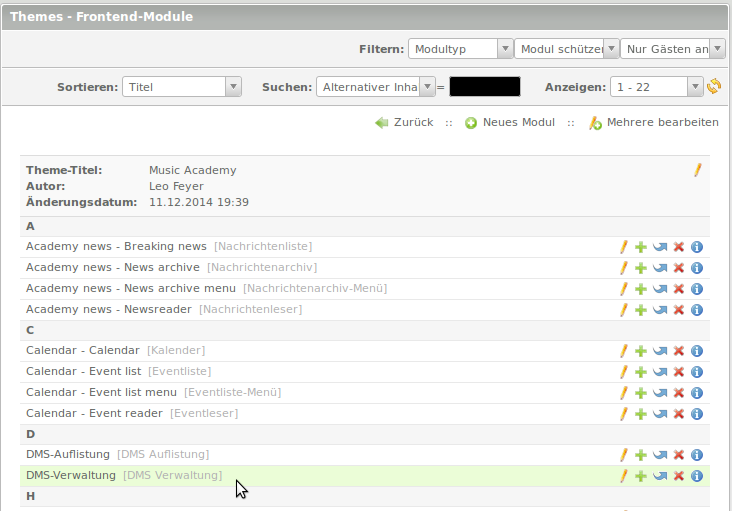 Themes - Frontend-Module
Filtern: Modultyp Modul schützen Nur Gästen an
Sortieren: Titel Suchen: Alternativer Inha = Anzeigen: 1 - 22
Zurück :: Neues Modul :: Mehrere bearbeiten
Theme-Titel: Music Academy
Autor: Leo Feyer
Änderungsdatum: 11.12.2014 19:39
A
Academy news - Breaking news [Nachrichtenliste]
Academy news - News archive [Nachrichtenarchiv]
Academy news - News archive menu [Nachrichtenarchiv-Menü]
Academy news - Newsreader [Nachrichtenleser]
C
Calendar - Calendar [Kalender]
Calendar - Event list [Eventliste]
Calendar - Event list menu [Eventliste-Menü]
Calendar - Event reader [Eventleser]
D
DMS-Auflistung [DMS Auflistung]
DMS-Verwaltung [DMS Verwaltung]
H